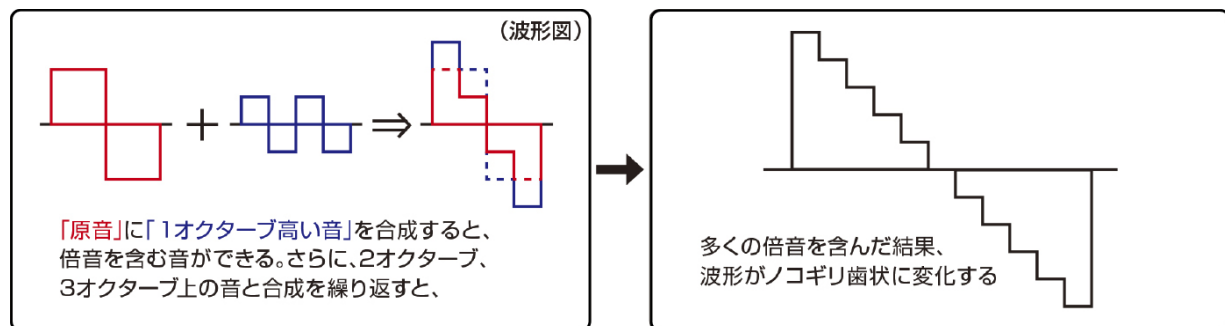 （波形図）
「原音」に「1オクターブ高い音」を合成すると、
倍音を含む音ができる。さらに、2オクターブ、
3オクターブ上の音と合成を繰り返すと、
多くの倍音を含んだ結果、
波形がノコギリ歯状に変化する